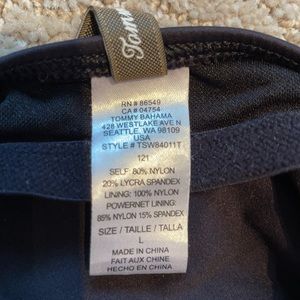 Tommy
RN # 86549
CA # 04754
TOMMY BAHAMA
428 WESTLAKE AVE N
SEATTLE, WA 98109
USA
STYLE # TSW84011T
121
SELF: 80% NYLON
20% LYCRA SPANDEX
LINING: 100% NYLON
POWERNET LINING:
85% NYLON 15% SPANDEX
SIZE / TAILLE / TALLA
L
MADE IN CHINA
FAIT AUX CHINE
HECHO EN CHINA